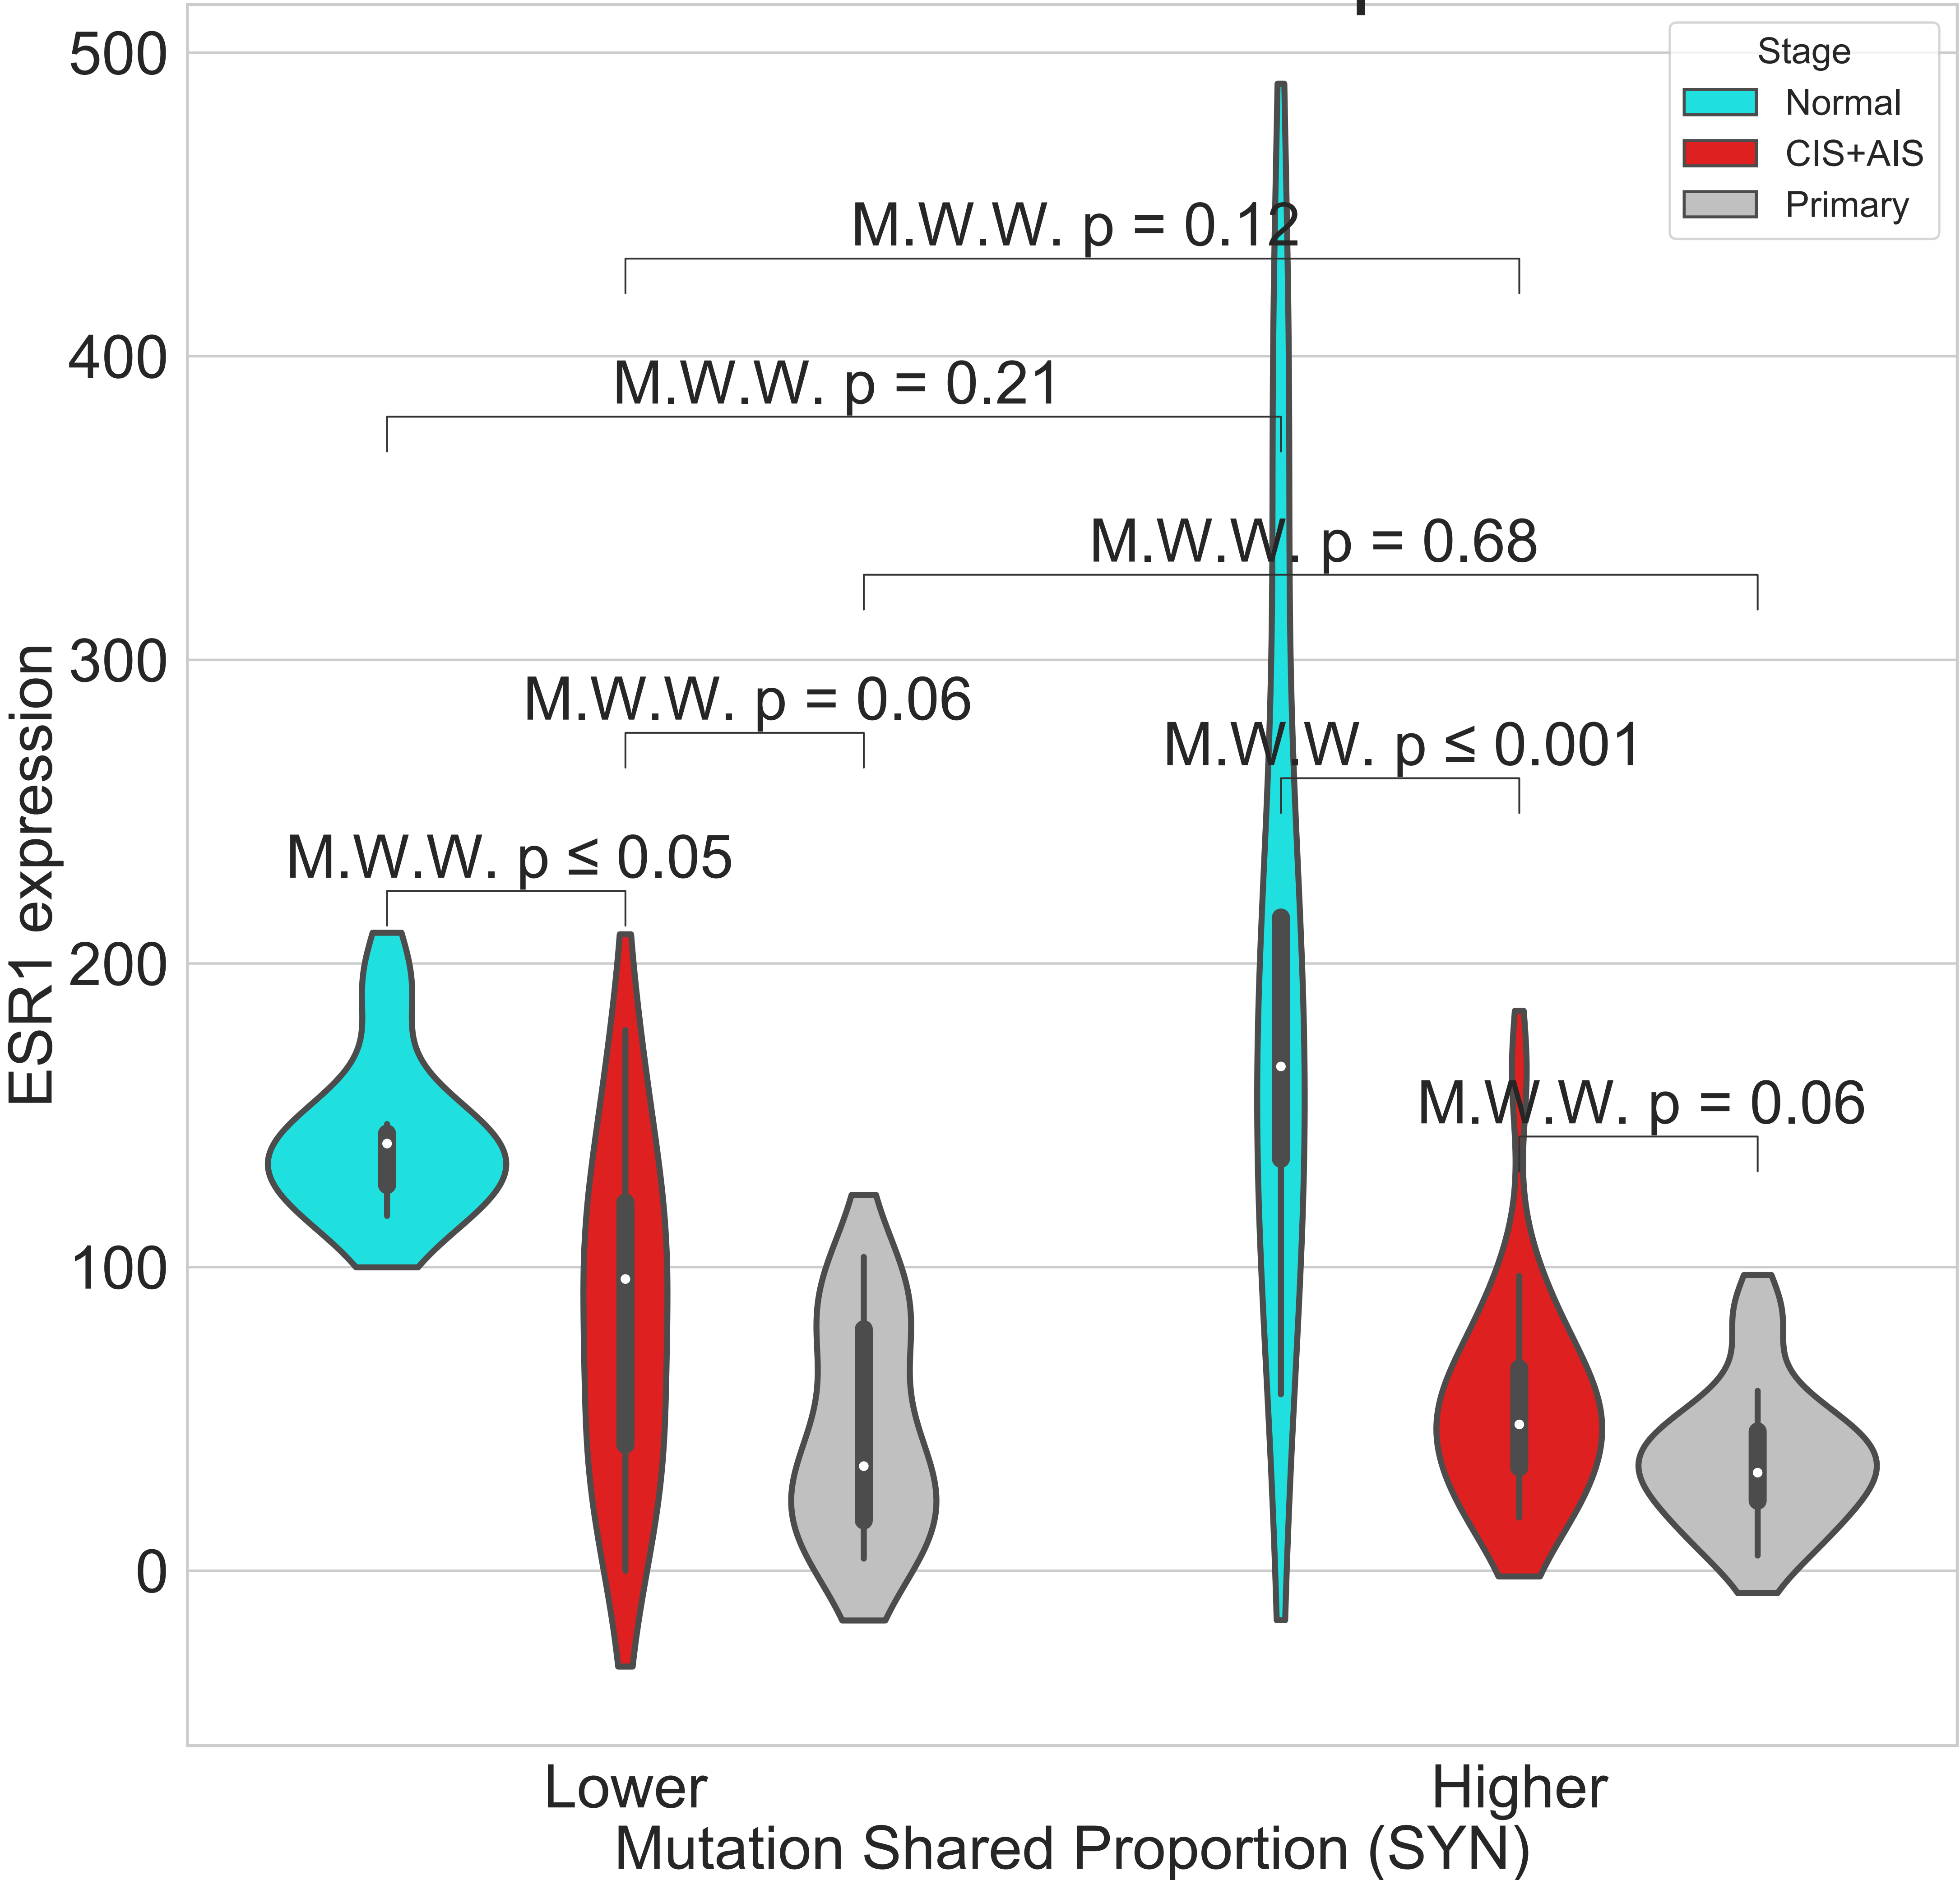 500
400
300
200
100
0
ESR1 expression
Stage
Normal
CIS+AIS
Primary
M.W.W. p = 0.12
M.W.W. p = 0.21
M.W.W. p = 0.68
M.W.W. p = 0.06
M.W.W. p ≤ 0.001
M.W.W. p ≤ 0.05
M.W.W. p = 0.06
Lower
Higher
Mutation Shared Proportion (SYN)